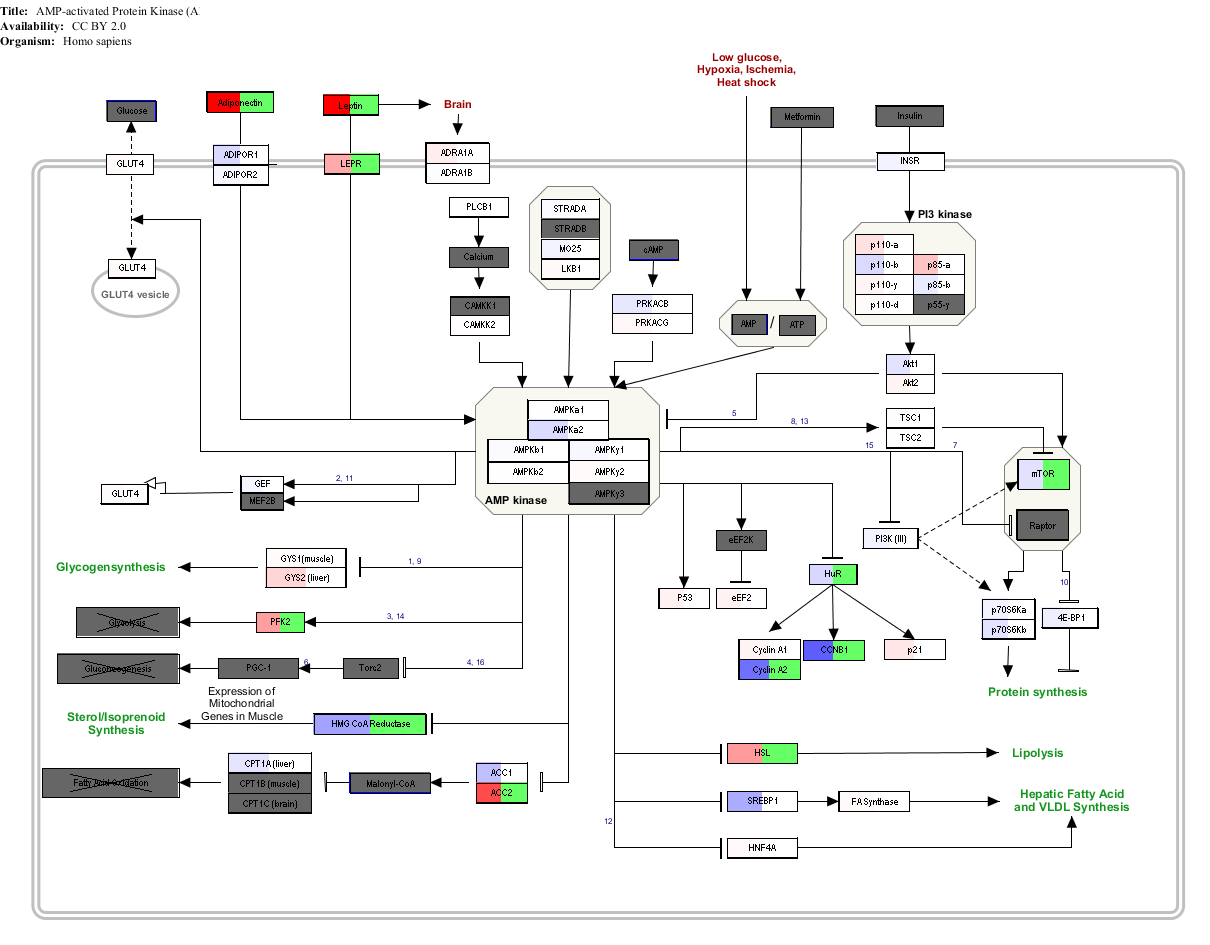 Title: AMP-activated Protein Kinase (A
Availability: CC BY 2.0
Organism: Homo sapiens
Low glucose,
Hypoxia, Ischemia,
Heat shock
Glucose
Adiponectin
Leptin
Brain
Metformin
Insulin
GLUT4
ADIPOR1
ADIPOR2
LEPR
ADRA1A
ADRA1B
INSR
PLCB1
STRADA
STRADB
MO25
LKB1
PI3 kinase
p110-a
p110-b
p85-a
p110-y
p85-b
p110-d
p55-y
Calcium
cAMP
GLUT4
GLUT4 vesicle
CAMKK1
CAMKK2
PRKACB
PRKACG
AMP
/
ATP
Akt1
Akt2
AMPKa1
AMPKa2
AMPKb1
AMPKy1
AMPKb2
AMPKy2
AMPKy3
AMP kinase
5
8, 13
TSC1
TSC2
15
7
mTOR
Raptor
GLUT4
GEF
MEF2B
2, 11
eEF2K
PI3K (III)
Glycogensynthesis
GYS1(muscle)
GYS2 (liver)
1, 9
HuR
10
P53
eEF2
p70S6Ka
p70S6Kb
4E-BP1
Glycolysis
PFK2
3, 14
Cyclin A1
Cyclin A2
CCNB1
p21
Gluconeogenesis
PGC-1
6
Torc2
4, 16
Expression of
Mitochondrial
Genes in Muscle
Protein synthesis
Sterol/Isoprenoid
Synthesis
HMG CoA Reductase
HSL
Lipolysis
CPT1A (liver)
CPT1B (muscle)
CPT1C (brain)
Fatty Acid Oxidation
Malonyl-CoA
ACC1
ACC2
SREBP1
FASynthase
Hepatic Fatty Acid
and VLDL Synthesis
12
HNF4A